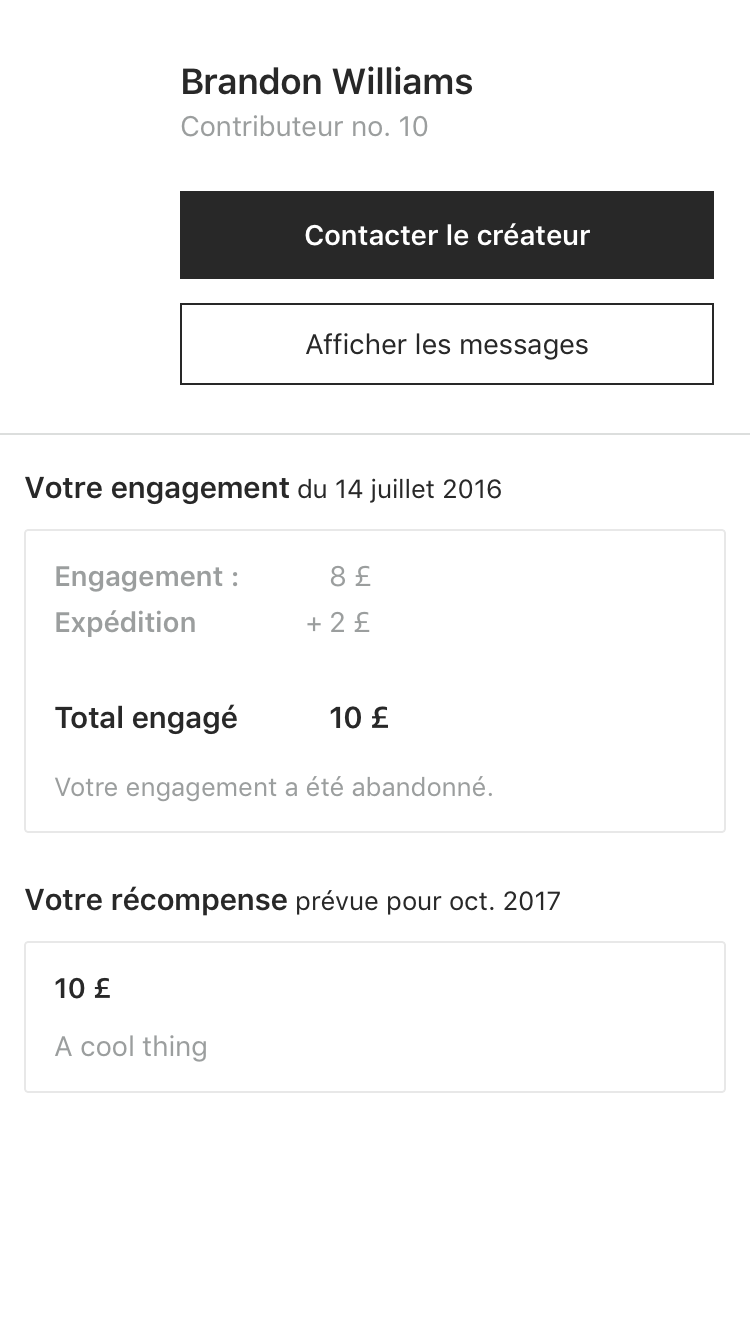 Brandon Williams
Contributeur no. 10
Contacter le créateur
Afficher les messages
Votre engagement du 14 juillet 2016
Engagement : 8 £
Expédition + 2 £
Total engagé 10 £
Votre engagement a été abandonné.
Votre récompense prévue pour oct. 2017
10 £
A cool thing